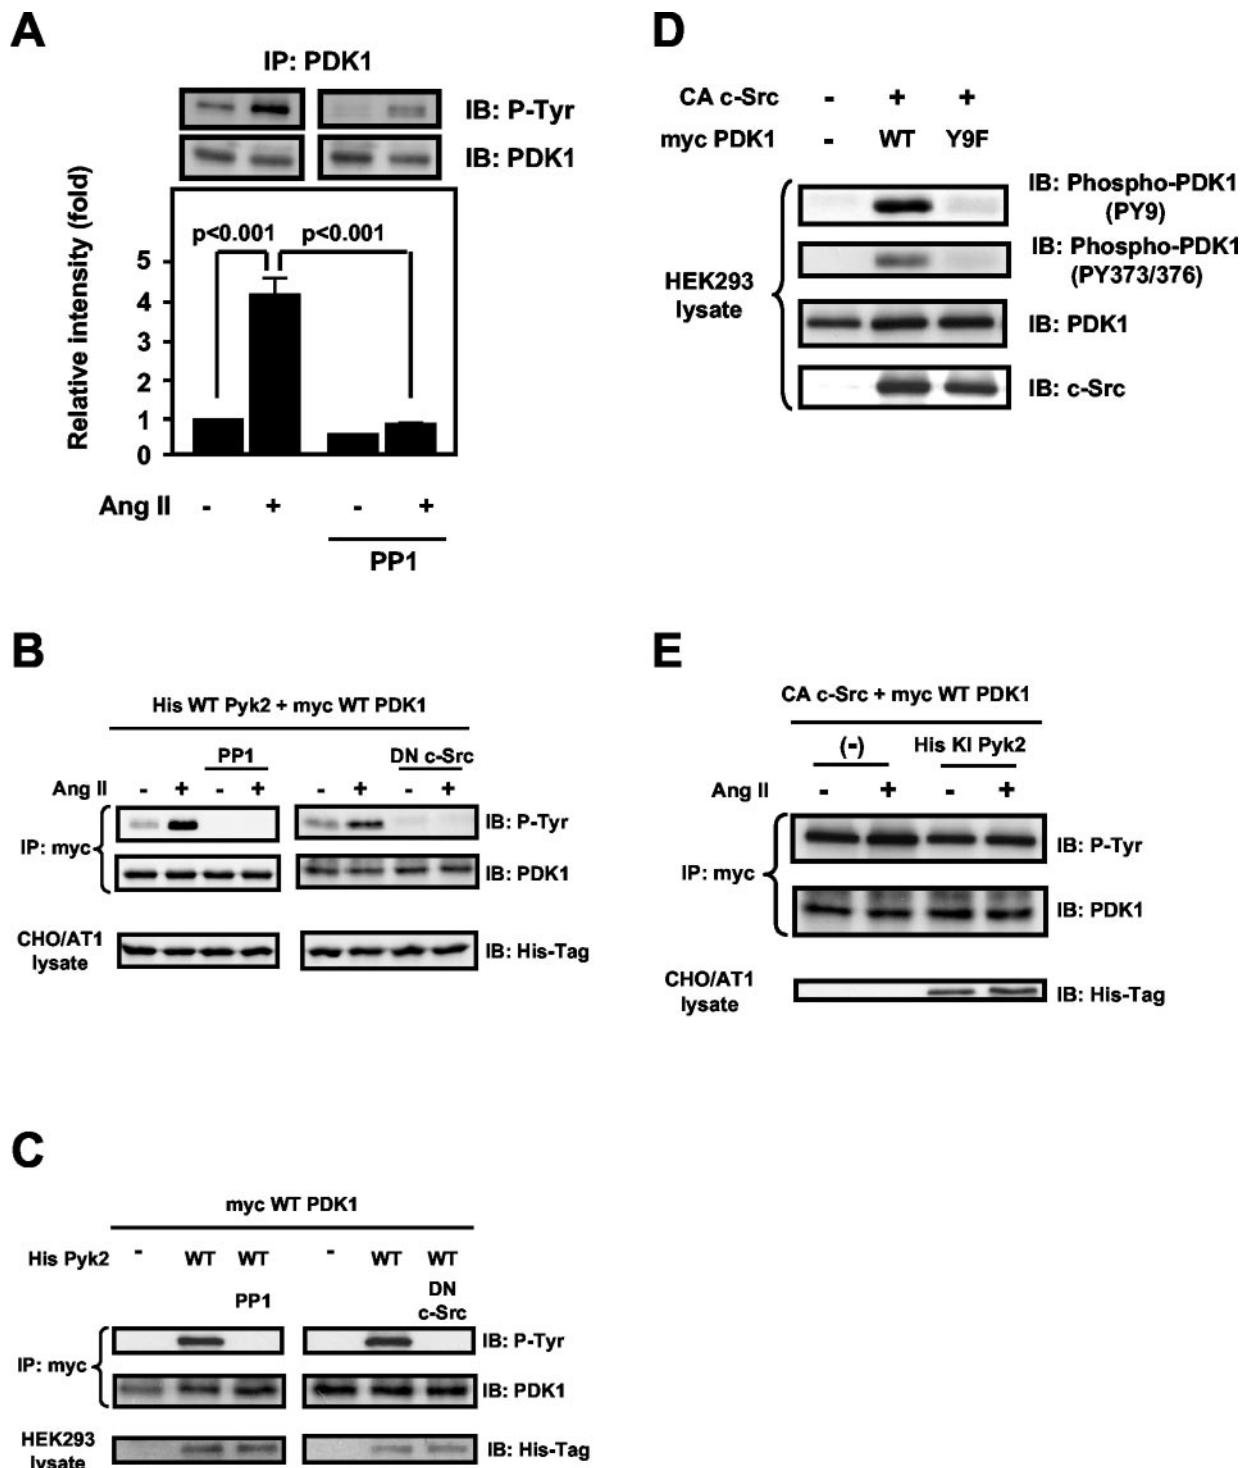 A
IP: PDK1
IB: P-Tyr
IB: PDK1
Relative intensity (fold)
p<0.001 p<0.001
5
4
3
2
1
0
Ang II - + - +
PP1
B
His WT Pyk2 + myc WT PDK1
PP1 DN c-Src
Ang II - + - + - + - +
IP: myc
IB: P-Tyr
IB: PDK1
CHO/AT1
lysate
IB: His-Tag
C
myc WT PDK1
His Pyk2 - WT WT - WT WT
PP1
DN
c-Src
IP: myc
IB: P-Tyr
IB: PDK1
HEK293
lysate
IB: His-Tag
D
CA c-Src - + +
myc PDK1 - WT Y9F
HEK293
lysate
IB: Phospho-PDK1
(PY9)
IB: Phospho-PDK1
(PY373/376)
IB: PDK1
IB: c-Src
E
CA c-Src + myc WT PDK1
(-) His KI Pyk2
Ang II - + - +
IP: myc
IB: P-Tyr
IB: PDK1
CHO/AT1
lysate
IB: His-Tag